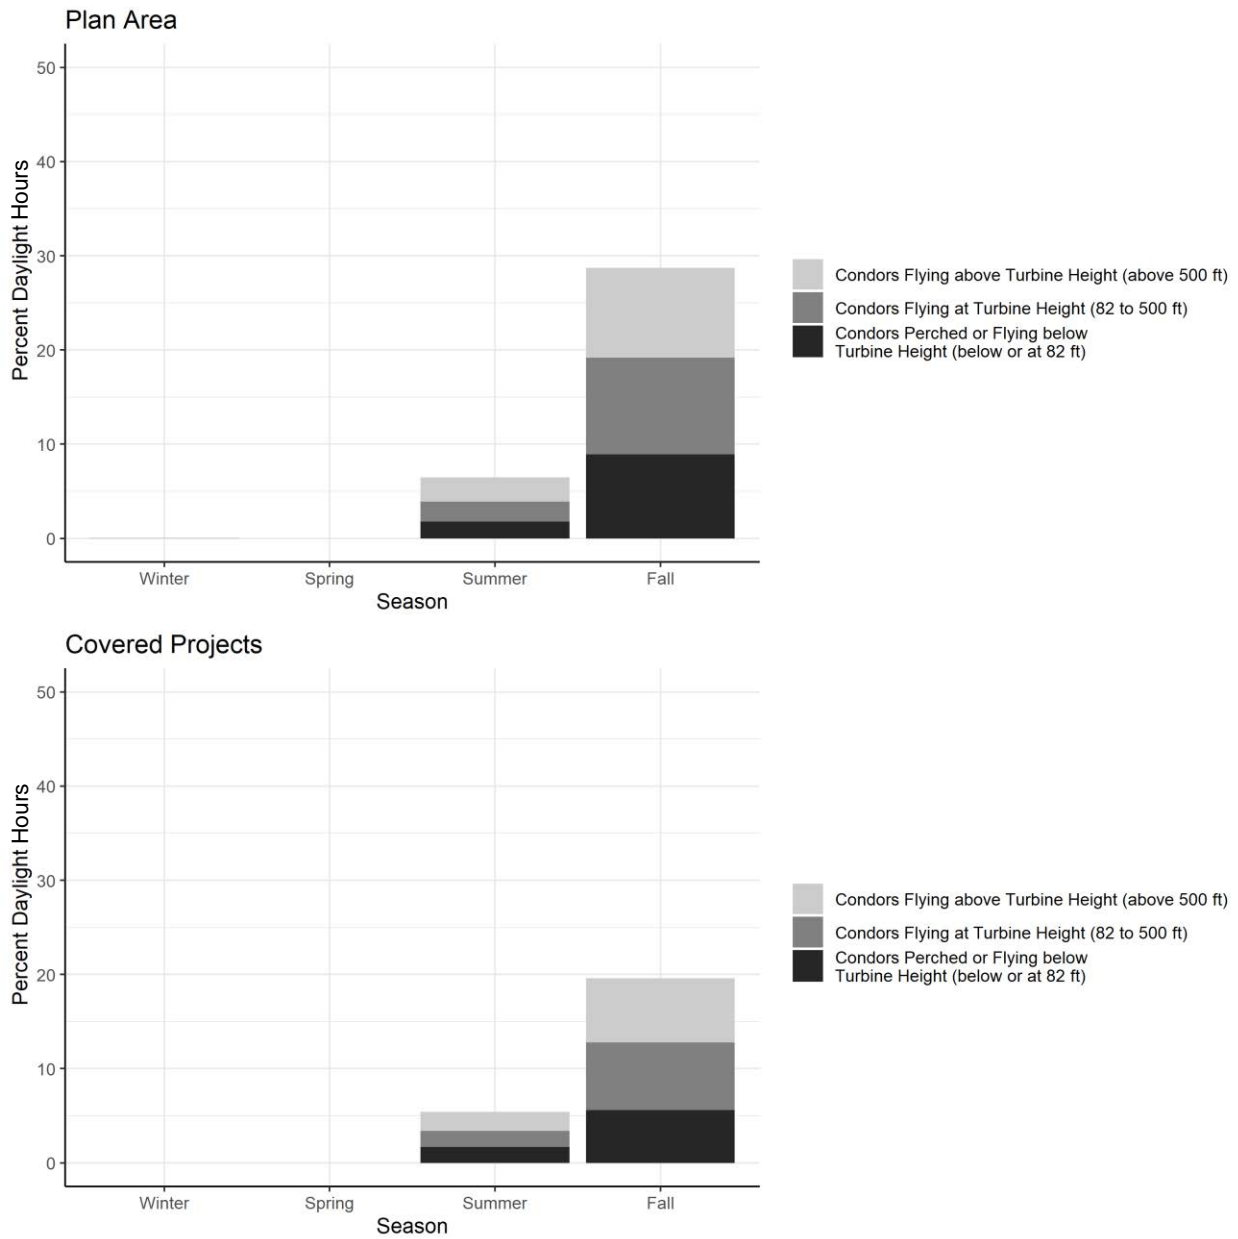 Plan Area
50
40
30
20
10
0
Percent Daylight Hours
Winter Spring Summer Fall
Season
Condors Flying above Turbine Height (above 500 ft)
Condors Flying at Turbine Height (82 to 500 ft)
Condors Perched or Flying below
Turbine Height (below or at 82 ft)
Covered Projects
50
40
30
20
10
0
Percent Daylight Hours
Winter Spring Summer Fall
Season
Condors Flying above Turbine Height (above 500 ft)
Condors Flying at Turbine Height (82 to 500 ft)
Condors Perched or Flying below
Turbine Height (below or at 82 ft)